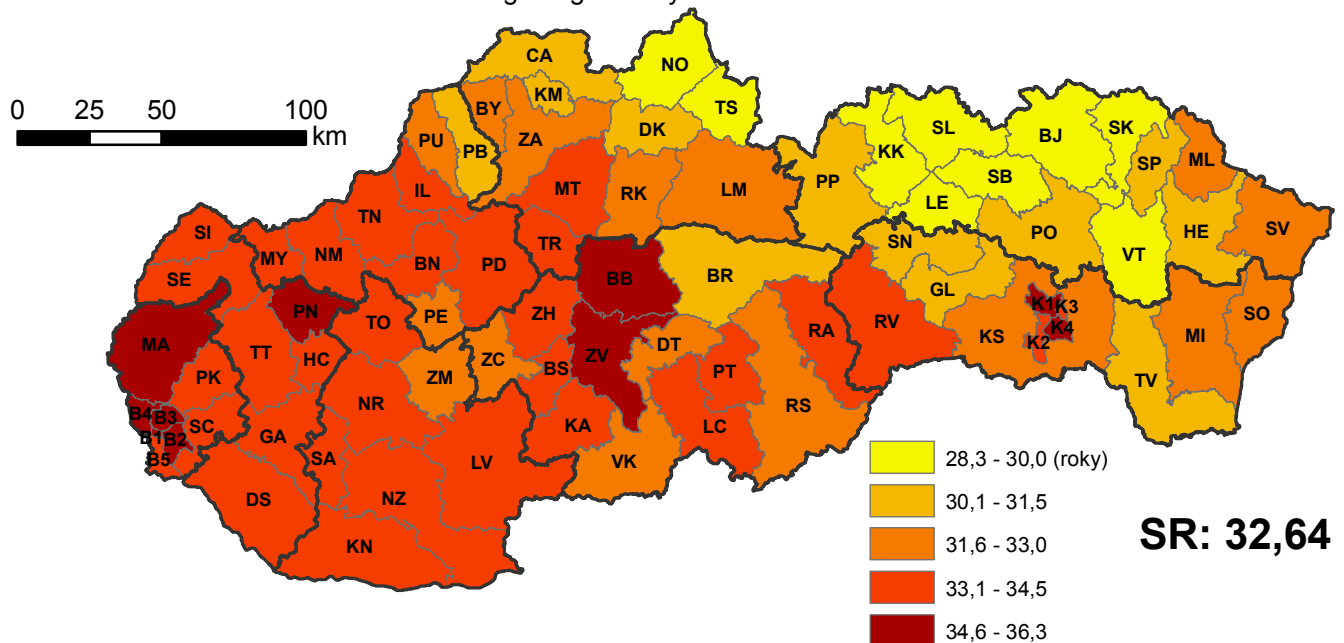 0 25 50 100
km
CA
NO
KM
BY
TS
PU
PB
ZA
DK
SL
BJ
SK
KK
SP
ML
IL
MT
RK
LM
PP
SB
LE
TN
SI
TR
SN
PO
HE
SV
MY
NM
BN
PD
BB
BR
VT
SE
GL
PN
TO
PE
ZH
K1
K3
SO
MA
TT
HC
ZC
ZV
DT
RA
RV
KS
K2
K4
MI
PK
ZM
BS
PT
TV
NR
RS
B4
B3
SC
KA
LC
B1
B2
GA
SA
LV
VK
B5
DS
NZ
KN
28,3 - 30,0 (roky)
30,1 - 31,5
31,6 - 33,0
33,1 - 34,5
34,6 - 36,3
SR: 32,64